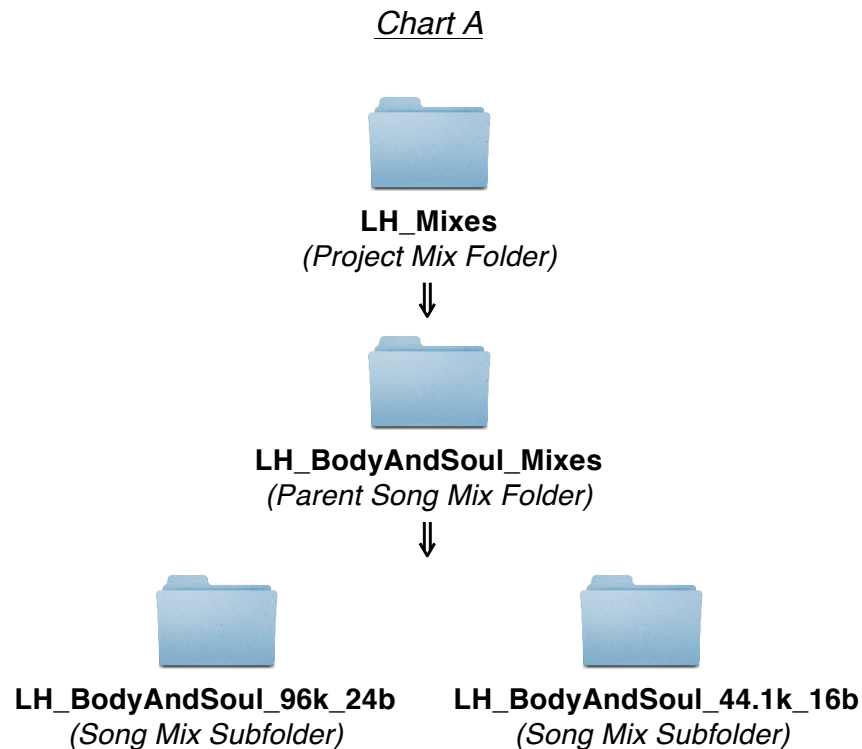 Chart A
LH_Mixes
(Project Mix Folder)
⇓
LH_BodyAndSoul_Mixes
(Parent Song Mix Folder)
⇓
LH_BodyAndSoul_96k_24b LH_BodyAndSoul_44.1k_16b
(Song Mix Subfolder) (Song Mix Subfolder)